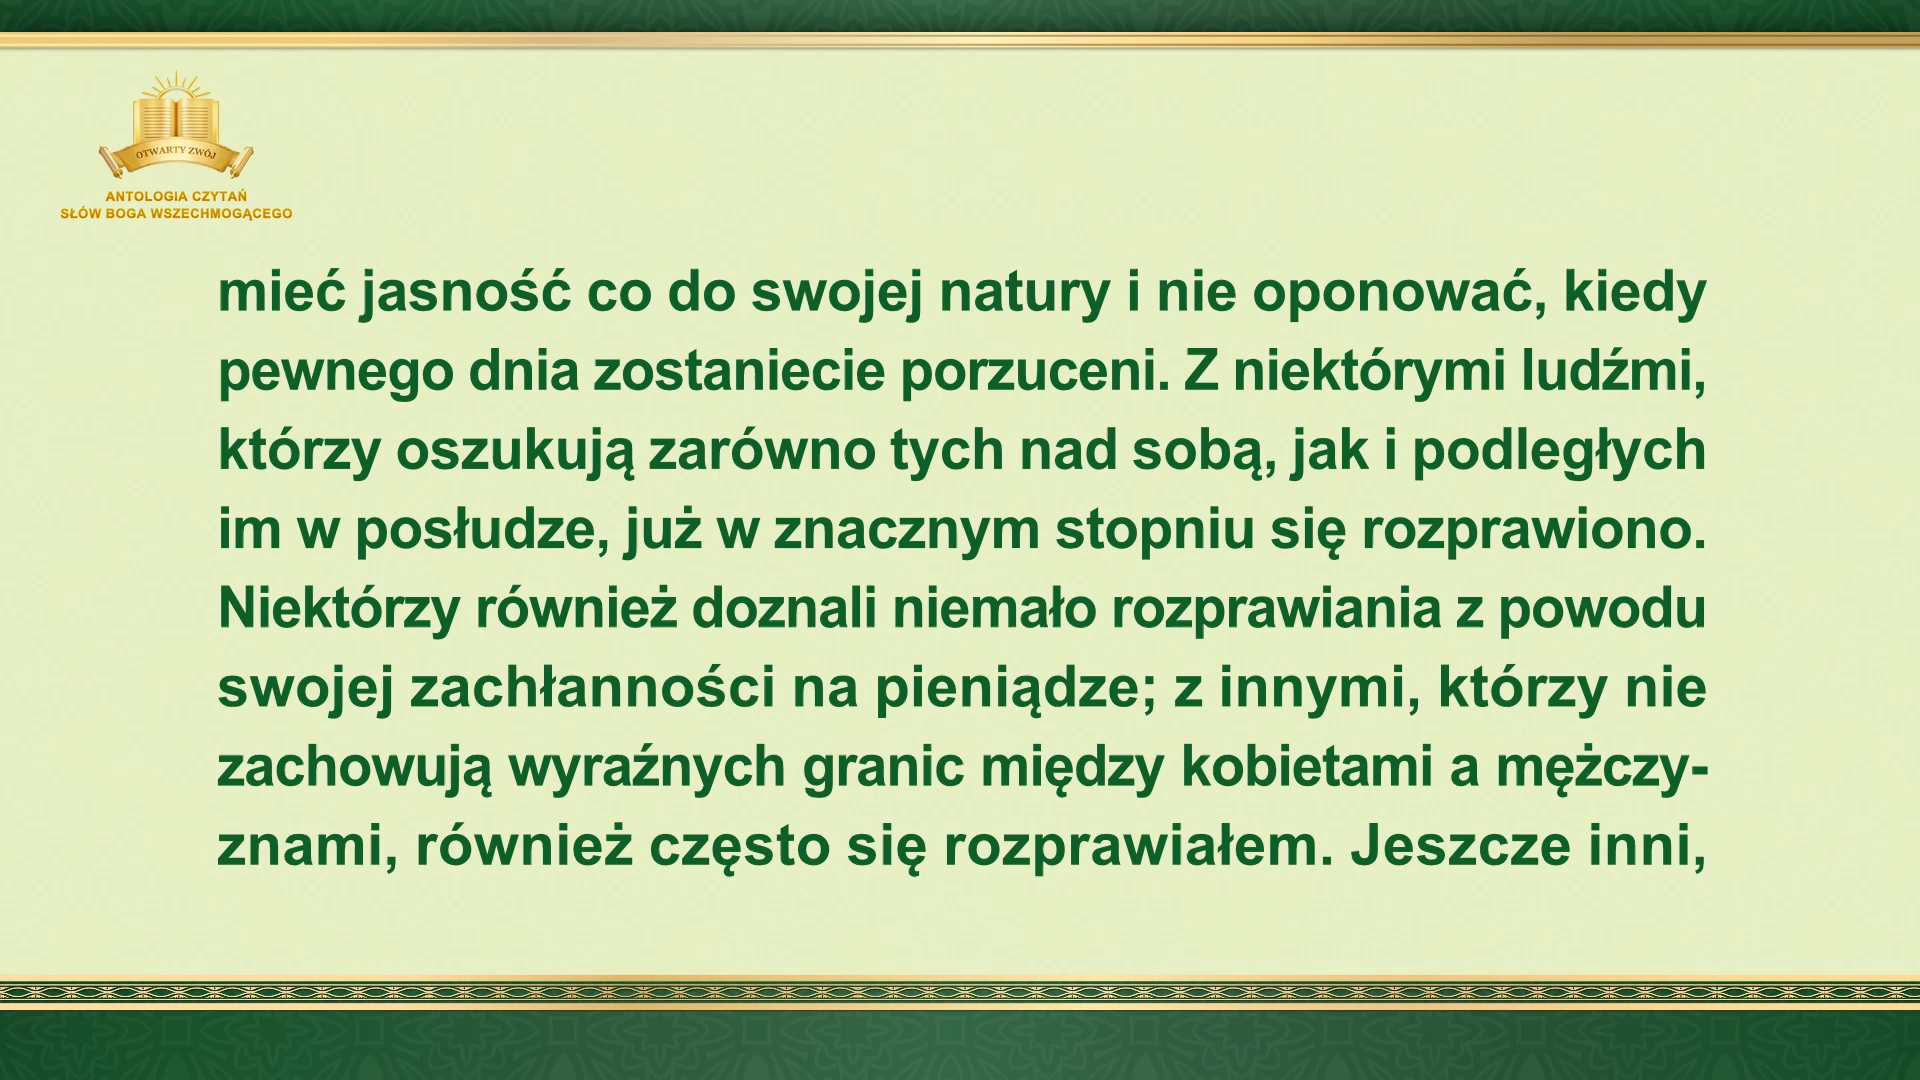 OTWARTY ZWÓJ
ANTOLOGIA CZYTAŃ
SŁÓW BOGA WSZECHMOGĄCEGO
mieć jasność co do swojej natury i nie oponować, kiedy
pewnego dnia zostaniecie porzuceni. Z niektórymi ludźmi,
którzy oszukują zarówno tych nad sobą, jak i podległych
im w posłudze, już w znacznym stopniu się rozprawiono.
Niektórzy również doznali niemało rozprawiania z powodu
swojej zachłanności na pieniądze; z innymi, którzy nie
zachowują wyraźnych granic między kobietami a mężczy-
znami, również często się rozprawiałem. Jeszcze inni,